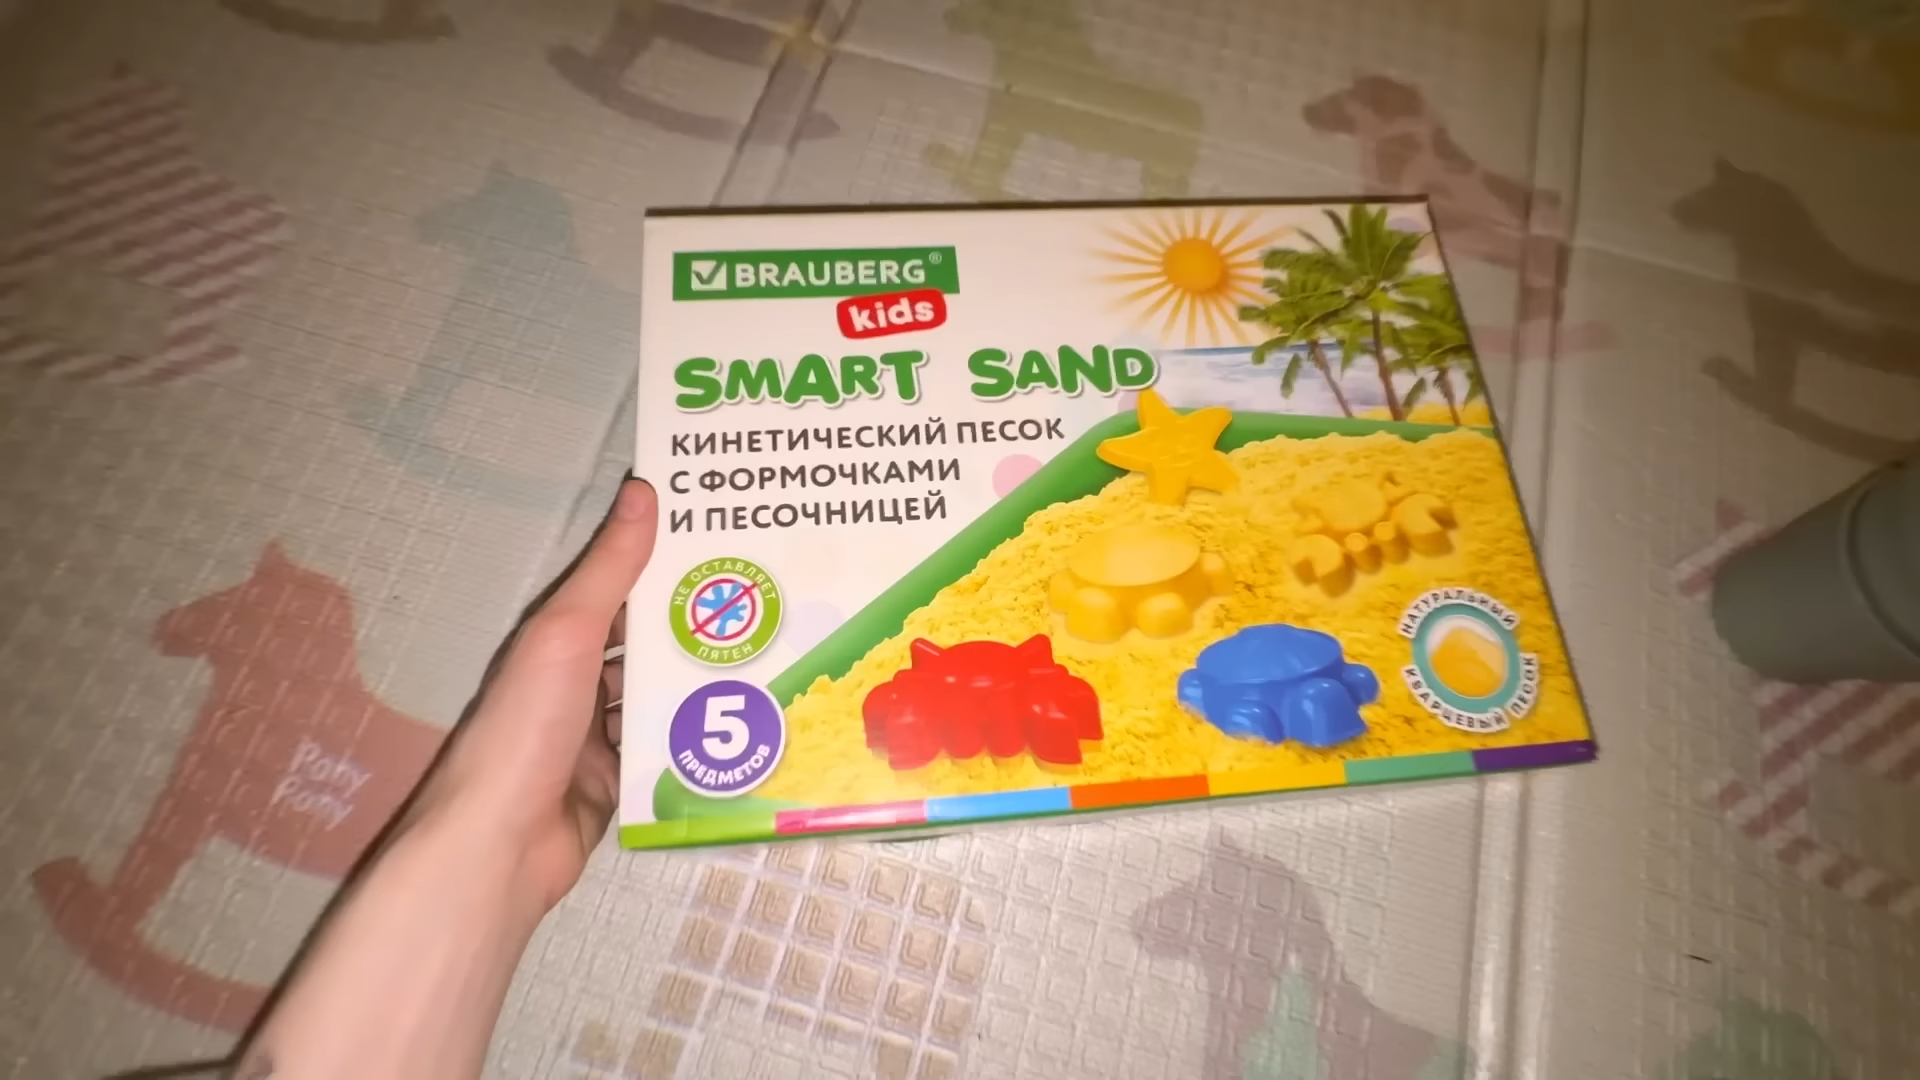 BRAUBERG®
kids
SMART SAND
КИНЕТИЧЕСКИЙ ПЕСОК
С ФОРМОЧКАМИ
И ПЕСОЧНИЦЕЙ
НЕ ОСТАВЛЯЕТ
ПЯТЕН
5
ПРЕДМЕТОВ
НАТУРАЛЬНЫЙ
КВАРЦЕВЫЙ ПЕСОК